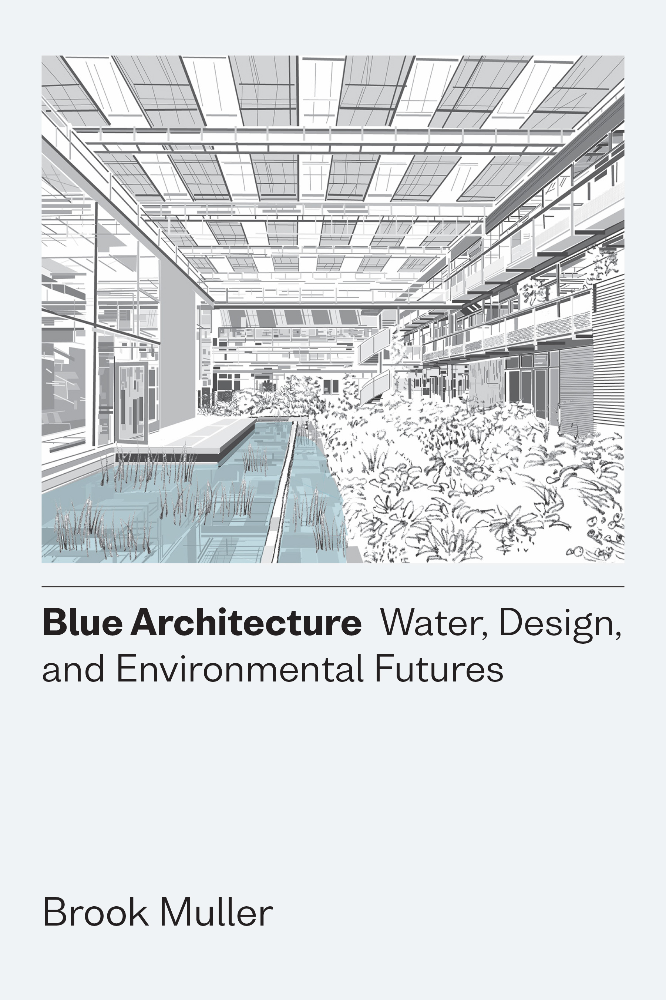 Blue Architecture Water, Design,
and Environmental Futures
Brook Muller